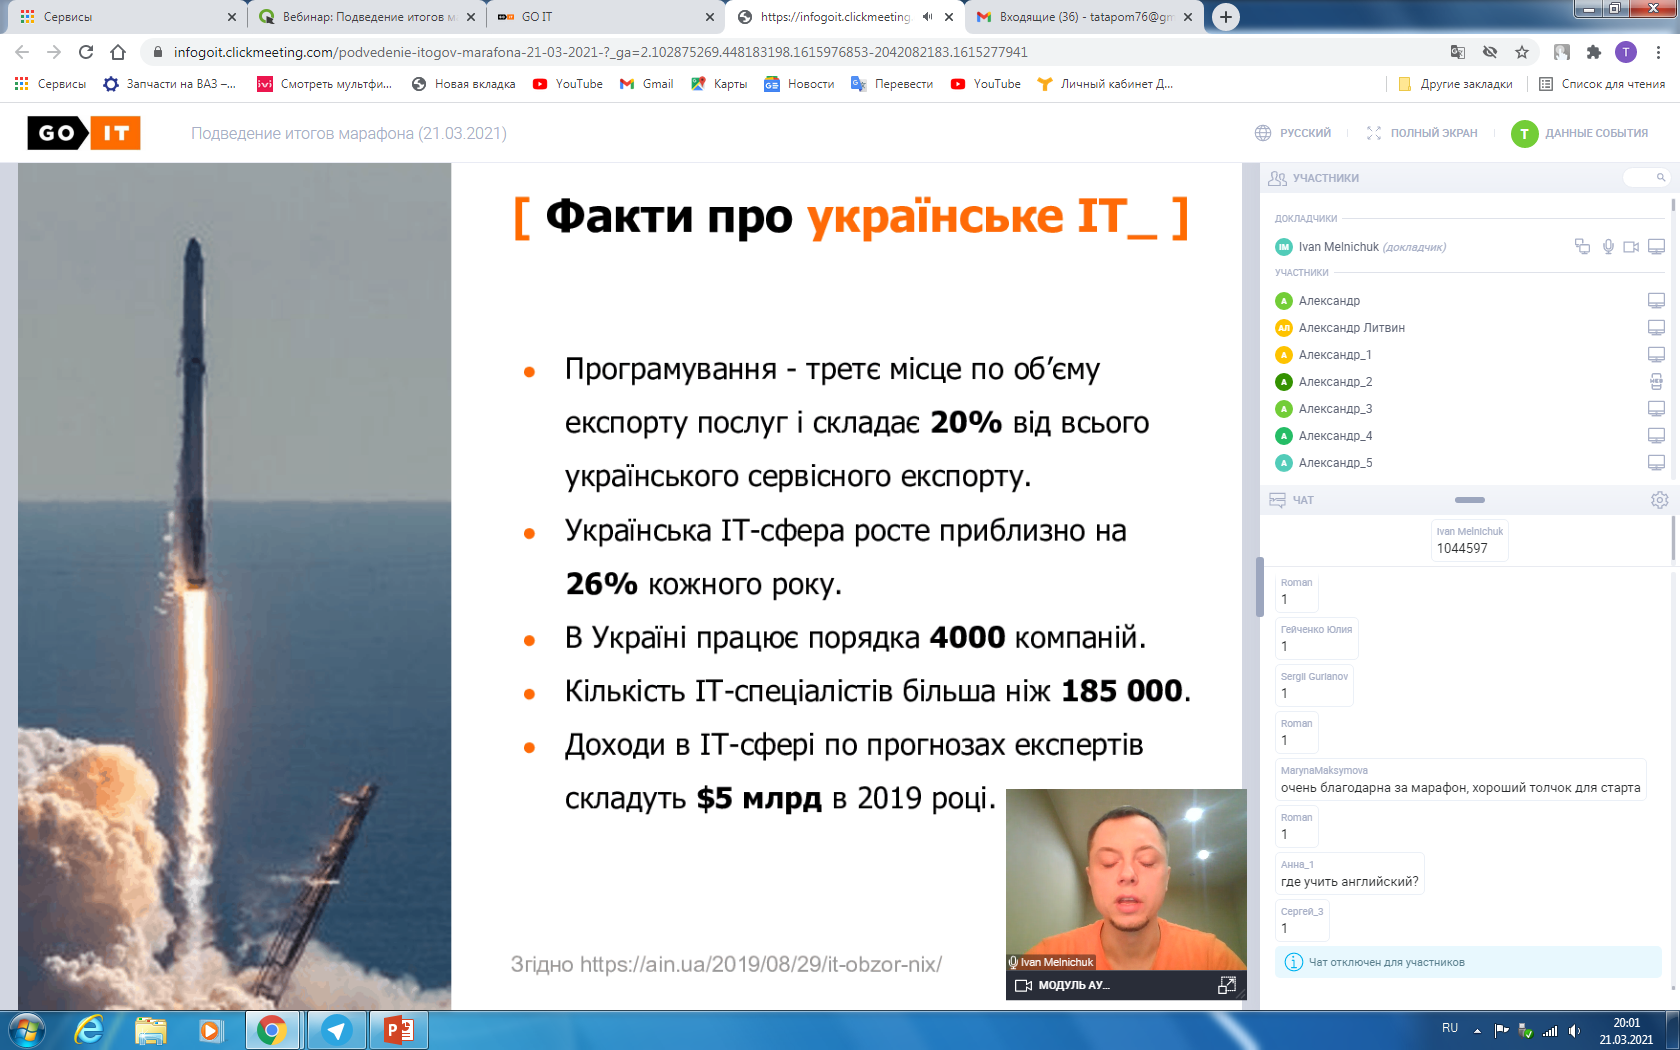 Сервисы
Вебинар: Подведение итогов м
GO IT
https://infogoit.clickmeeting.
Входящие (36) - tatapom76@gm
infogoit.clickmeeting.com/podvedenie-itogov-marafona-21-03-2021-?_ga=2.102875269.448183198.1615976853-2042082183.1615277941
T
Сервисы
Запчасти на ВАЗ –...
ivi
Смотреть мультфи...
Новая вкладка
YouTube
Gmail
Карты
Новости
Перевести
YouTube
Личный кабинет Д...
Другие закладки
Список для чтения
GO IT
Подведение итогов марафона (21.03.2021)
РУССКИЙ
ПОЛНЫЙ ЭКРАН
T
ДАННЫЕ СОБЫТИЯ
[ Факти про українське IT_ ]
Програмування - третє місце по об’єму
експорту послуг і складає 20% від всього
українського сервісного експорту.
Українська ІТ-сфера росте приблизно на
26% кожного року.
В Україні працює порядка 4000 компаній.
Кількість ІТ-спеціалістів більша ніж 185 000.
Доходи в ІТ-сфері по прогнозах експертів
складуть $5 млрд в 2019 році.
Згідно https://ain.ua/2019/08/29/it-obzor-nix/
Ivan Melnichuk
МОДУЛЬ АУ...
УЧАСТНИКИ
ДОКЛАДЧИКИ
IM Ivan Melnichuk (докладчик)
УЧАСТНИКИ
А Александр
АЛ Александр Литвин
А Александр_1
А Александр_2
А Александр_3
А Александр_4
А Александр_5
ЧАТ
Ivan Melnichuk
1044597
Roman
1
Гейченко Юлия
1
Sergii Gurianov
1
Roman
1
MarynaMaksymova
очень благодарна за марафон, хороший толчок для старта
Roman
1
Анна_1
где учить английский?
Сергей_3
1
Чат отключен для участников
RU
20:01
21.03.2021